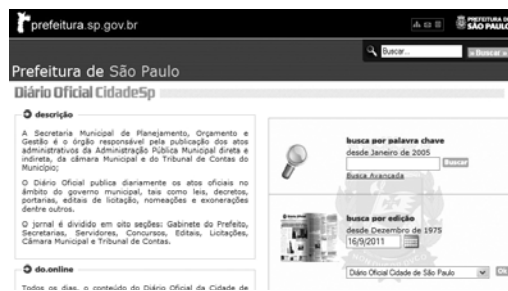 prefeitura.sp.gov.br
PREFEITURA DE
SÃO PAULO
Buscar...
» Buscar »
Prefeitura de São Paulo
Diário Oficial CidadeSp
descrição
A Secretaria Municipal de Planejamento, Orçamento e
Gestão é o órgão responsável pela publicação dos atos
administrativos da Administração Pública Municipal direta e
indireta, da câmara Municipal e do Tribunal de Contas do
Município;
O Diário Oficial publica diariamente os atos oficiais no
âmbito do governo municipal, tais como leis, decretos,
portarias, editais de licitação, nomeações e exonerações
dentre outros.
O jornal é dividido em oito seções: Gabinete do Prefeito,
Secretarias, Servidores, Concursos, Editais, Licitações,
Câmara Municipal e Tribunal de Contas.
do.online
Todos os dias, o conteúdo do Diário Oficial da Cidade de
busca por palavra chave
desde Janeiro de 2005
Buscar
Busca Avançada
busca por edição
desde Dezembro de 1975
16/9/2011
Diário Oficial Cidade de São Paulo
Ok